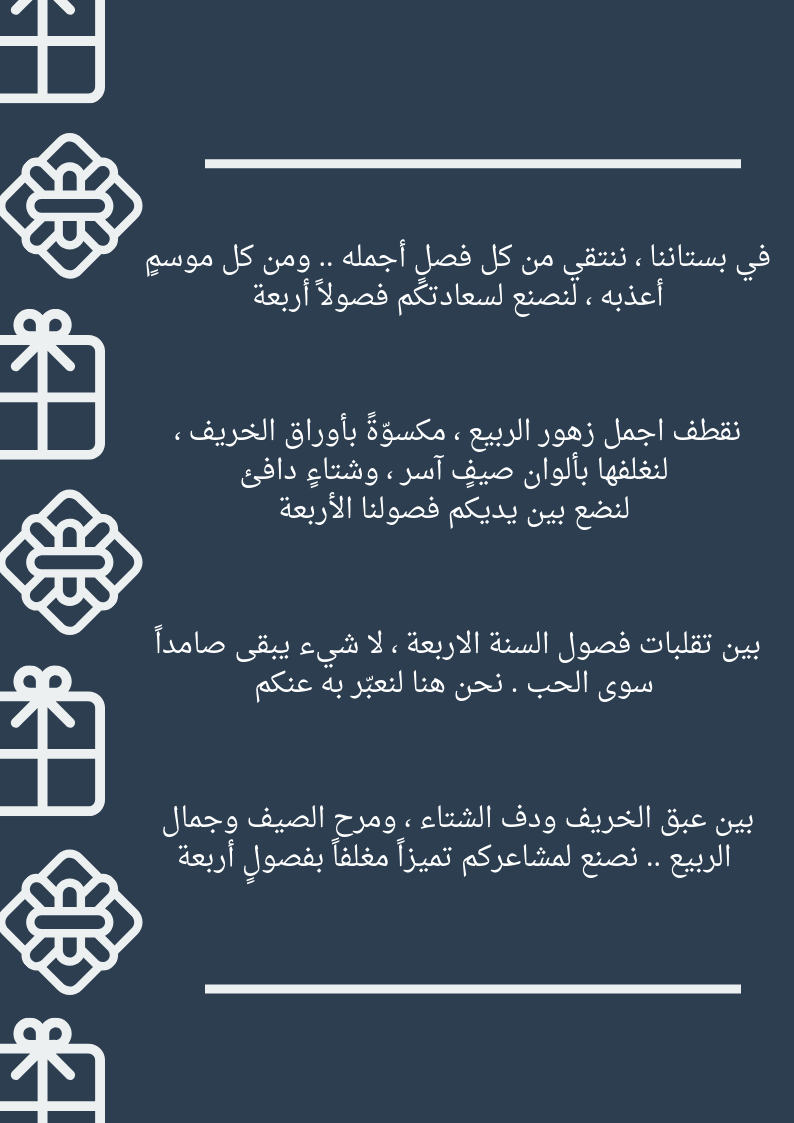 في بستاننا ، ننتقي من كل فصلٍ أجمله .. ومن كل موسمٍ
أعذبه ، لنصنع لسعادتكم فصولاً أربعة
نقطف اجمل زهور الربيع ، مكسوّةً بأوراق الخريف ،
لنغلفها بألوان صيفٍ آسر ، وشتاءٍ دافئ
لنضع بين يديكم فصولنا الأربعة
بين تقلبات فصول السنة الاربعة ، لا شيء يبقى صامداً
سوى الحب . نحن هنا لنعبّر به عنكم
بين عبق الخريف ودف الشتاء ، ومرح الصيف وجمال
الربيع .. نصنع لمشاعركم تميزاً مغلفاً بفصولٍ أربعة